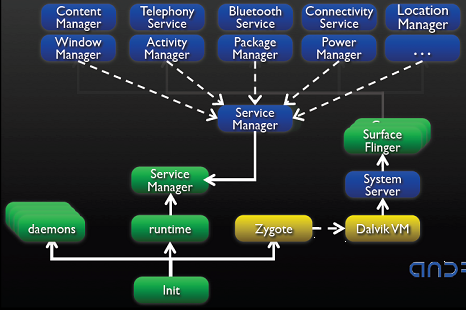 Content
Manager
Telephony
Service
Bluetooth
Service
Connectivity
Service
Location
Manager
Window
Manager
Activity
Manager
Package
Manager
Power
Manager
...
Service
Manager
Surface
Flinger
Service
Manager
System
Server
daemons
runtime
Zygote
Dalvik VM
Init